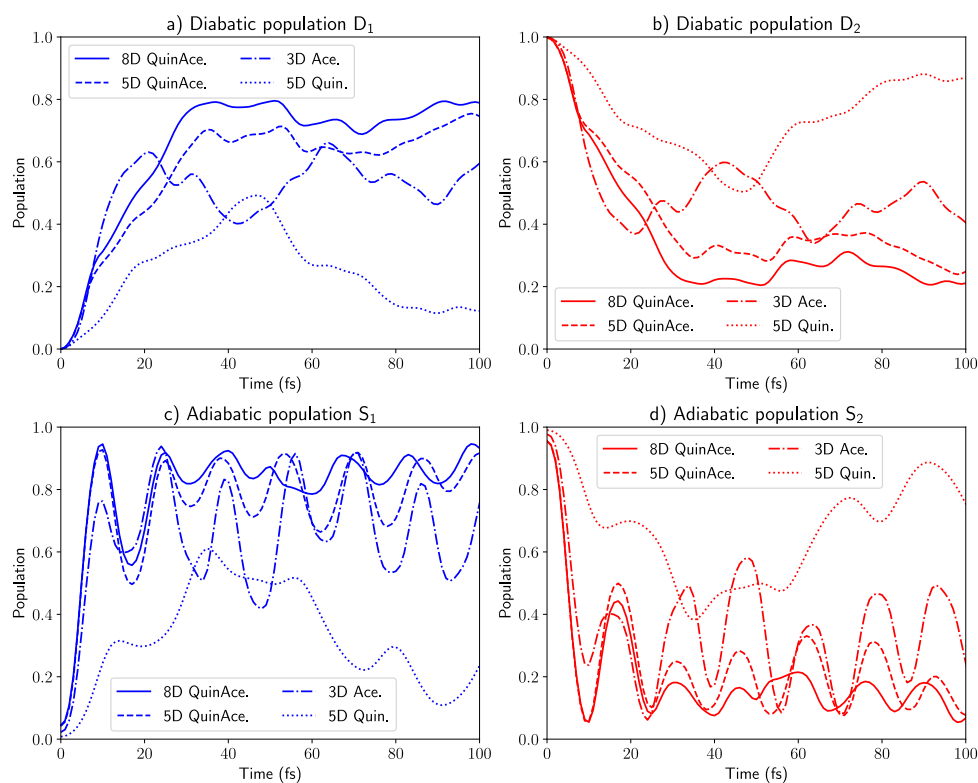 a) Diabatic population D₁
1.0
0.8
0.6
0.4
0.2
0.0
Population
8D QuinAce.
5D QuinAce.
3D Ace.
5D Quin.
0 20 40 60 80 100
Time (fs)
b) Diabatic population D₂
1.0
0.8
0.6
0.4
0.2
0.0
Population
8D QuinAce.
5D QuinAce.
3D Ace.
5D Quin.
0 20 40 60 80 100
Time (fs)
c) Adiabatic population S₁
1.0
0.8
0.6
0.4
0.2
0.0
Population
8D QuinAce.
5D QuinAce.
3D Ace.
5D Quin.
0 20 40 60 80 100
Time (fs)
d) Adiabatic population S₂
1.0
0.8
0.6
0.4
0.2
0.0
Population
8D QuinAce.
5D QuinAce.
3D Ace.
5D Quin.
0 20 40 60 80 100
Time (fs)